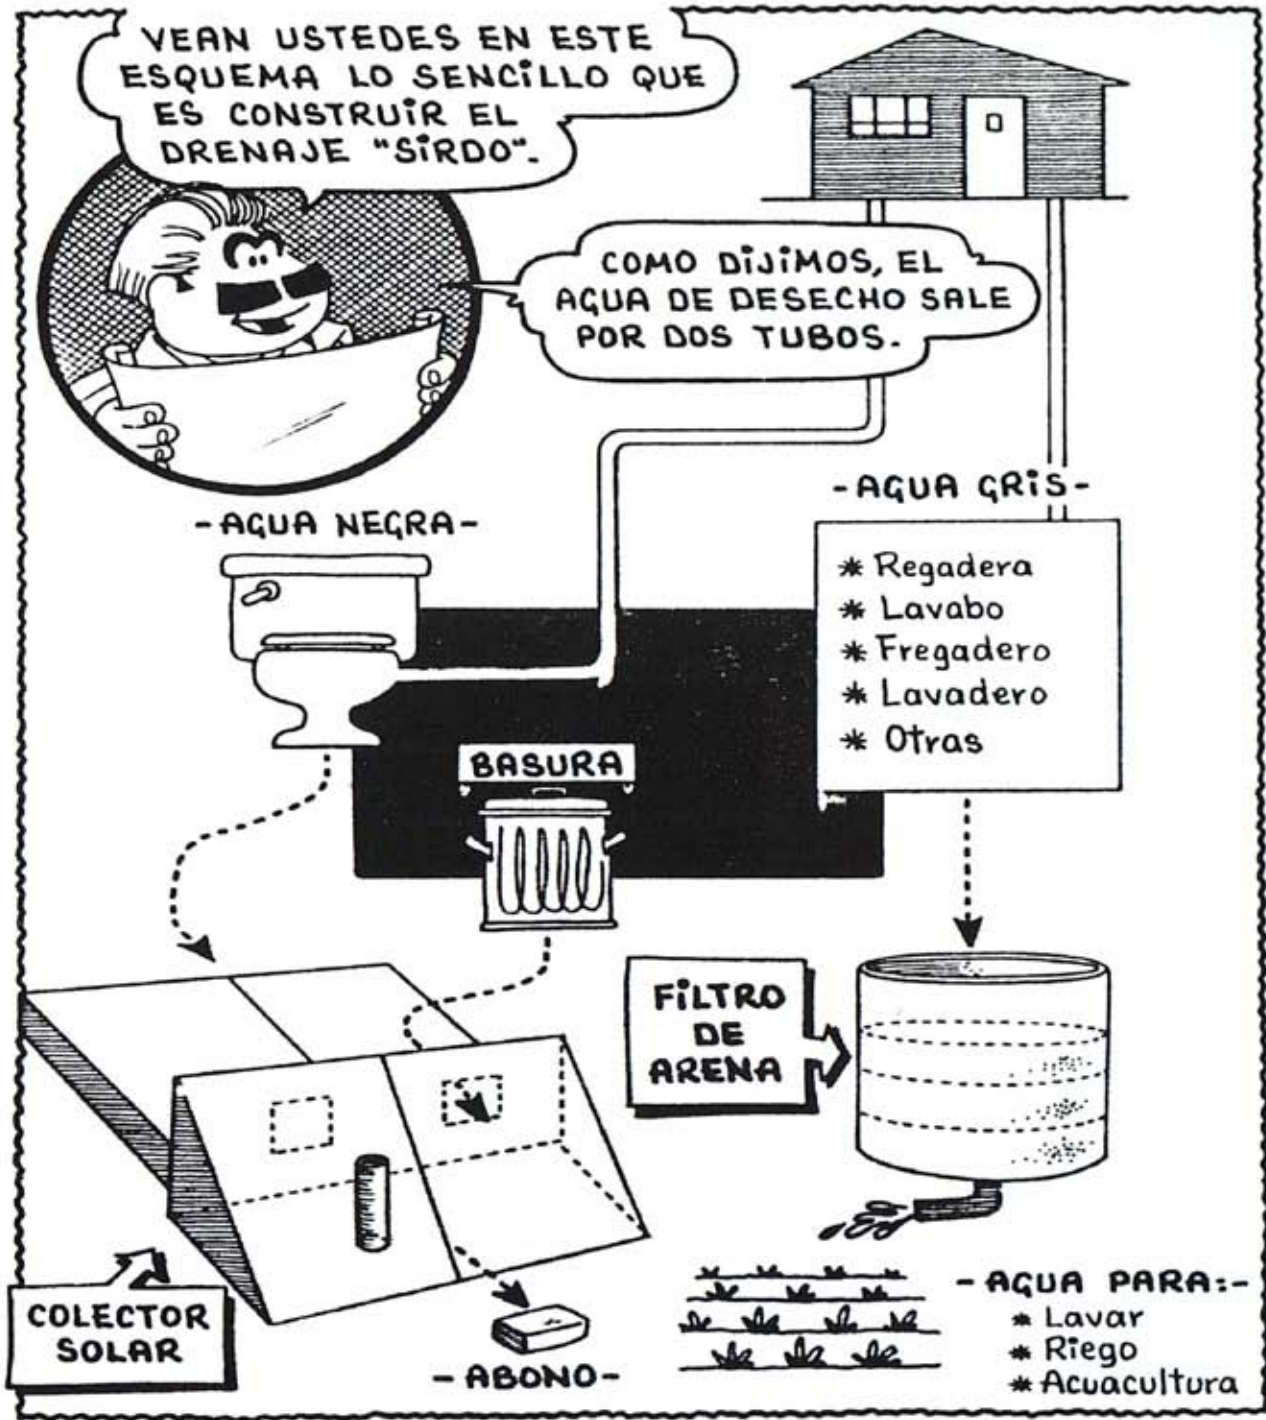 VEAN USTEDES EN ESTE
ESQUEMA LO SENCILLO QUE
ES CONSTRUIR EL
DRENAJE "SIRDO".
COMO DIJIMOS, EL
AGUA DE DESECHO SALE
POR DOS TUBOS.
-AGUA NEGRA-
-AGUA GRIS-
* Regadera
* Lavabo
* Fregadero
* Lavadero
* Otras
BASURA
FILTRO
DE
ARENA
COLECTOR
SOLAR
-ABONO-
-AGUA PARA:-
* Lavar
* Riego
* Acuacultura